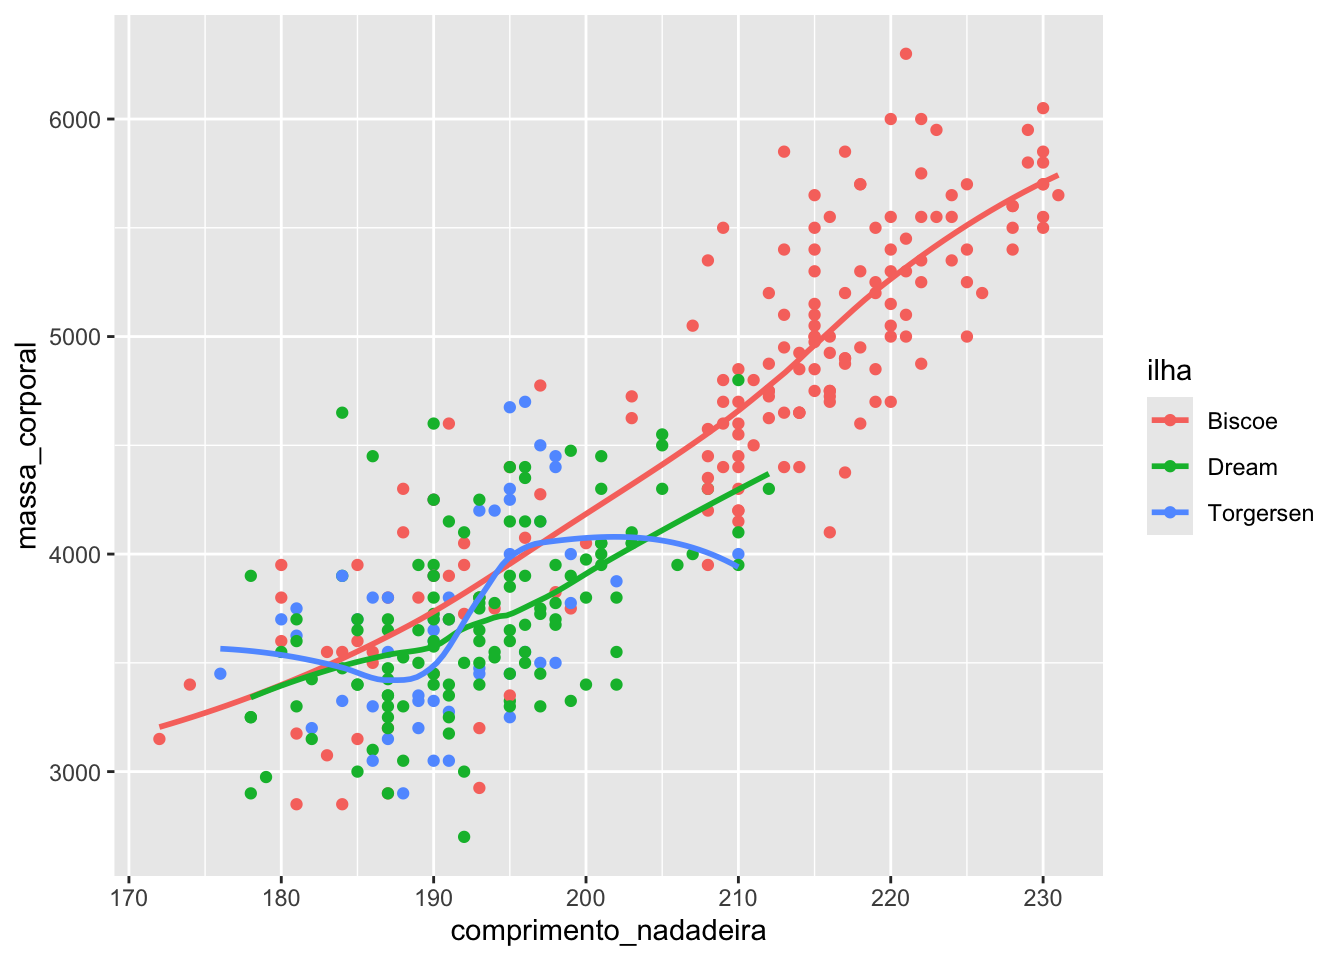 6000
5000
4000
3000
massa_corporal
170 180 190 200 210 220 230
comprimento_nadadeira
ilha
Biscoe
Dream
Torgersen